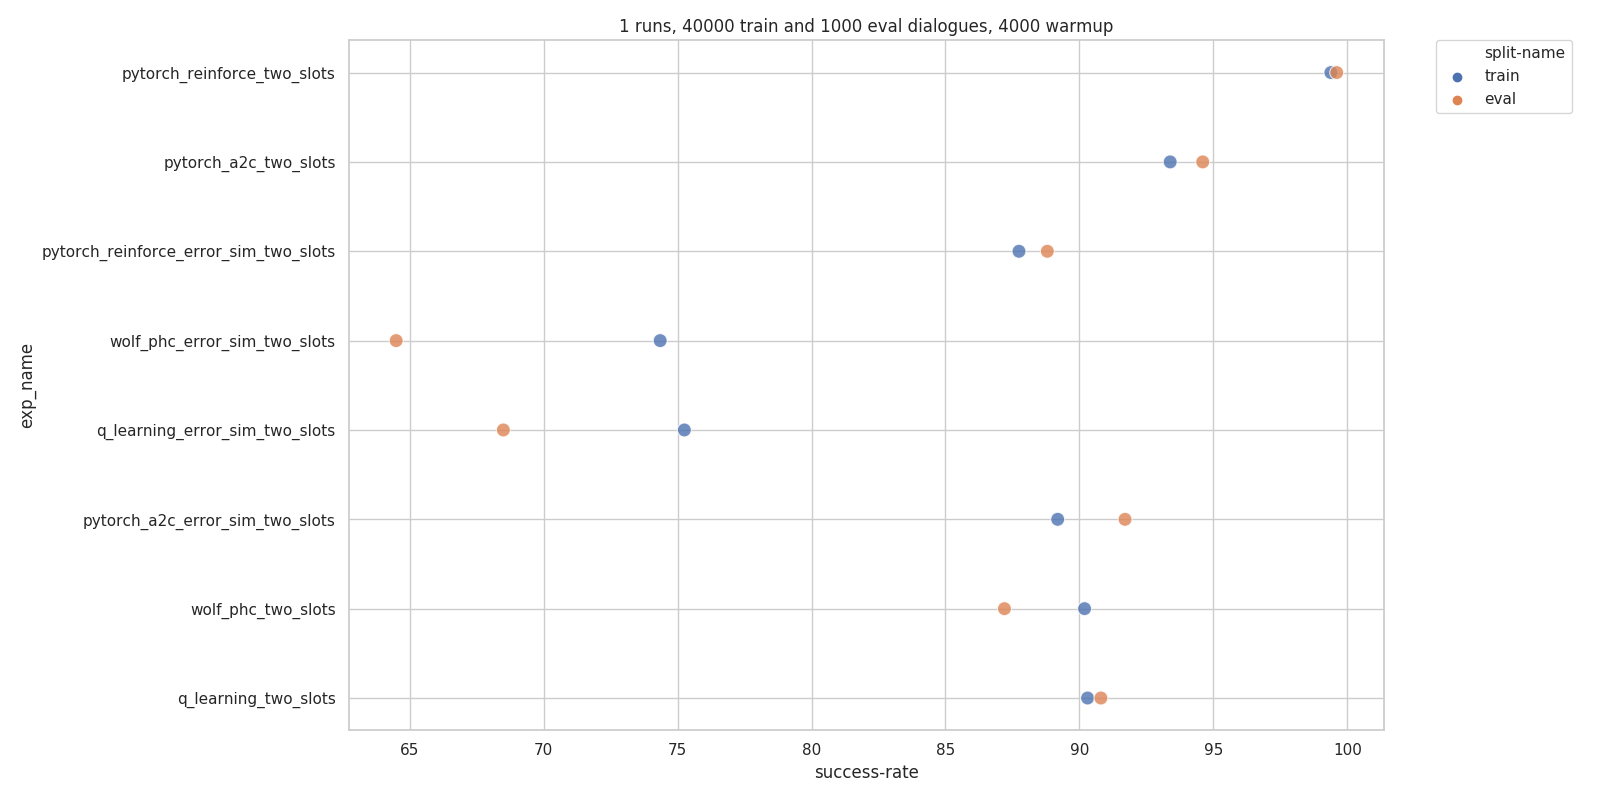 1 runs, 40000 train and 1000 eval dialogues, 4000 warmup
split-name
train
eval
exp_name
pytorch_reinforce_two_slots
pytorch_a2c_two_slots
pytorch_reinforce_error_sim_two_slots
wolf_phc_error_sim_two_slots
q_learning_error_sim_two_slots
pytorch_a2c_error_sim_two_slots
wolf_phc_two_slots
q_learning_two_slots
65 70 75 80 85 90 95 100
success-rate